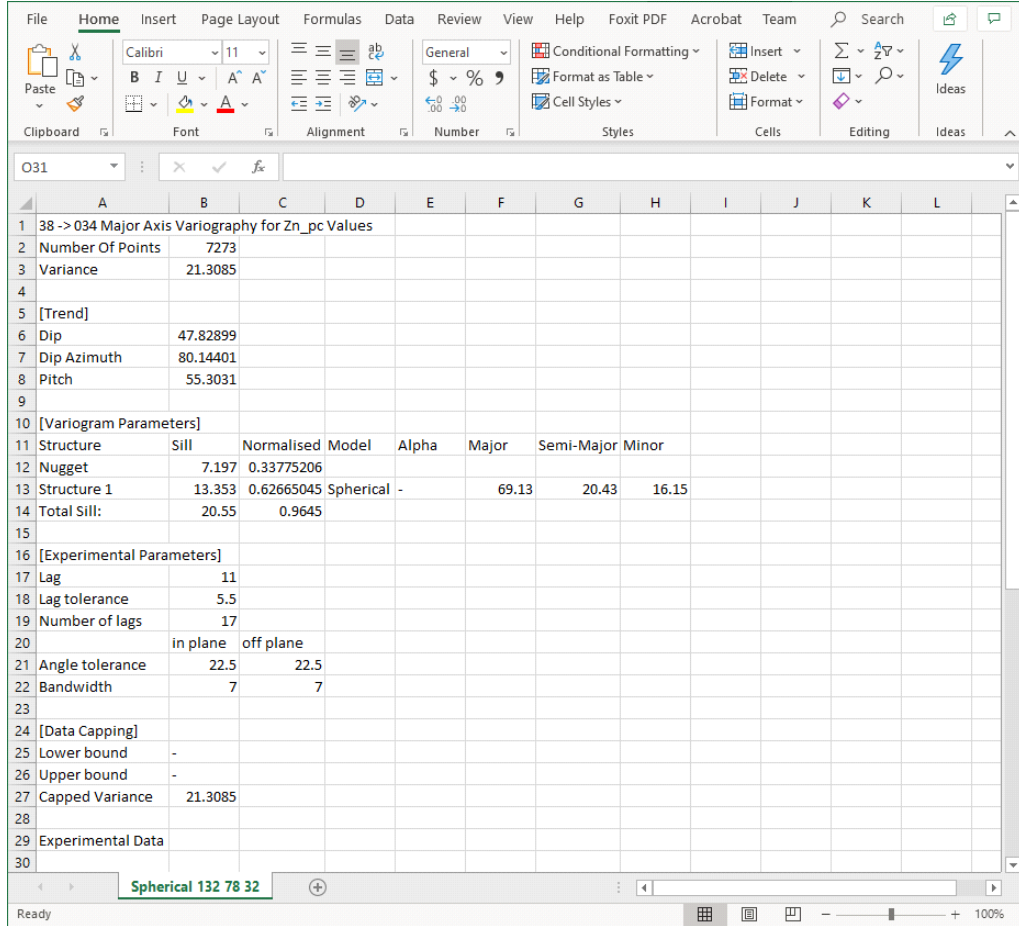 File Home Insert Page Layout Formulas Data Review View Help Foxit PDF Acrobat Team Search
Calibri 11 ab General Conditional Formatting Insert Σ
Paste B I U A^ Aˇ $ % 9 Format as Table Delete Ideas
A Cell Styles Format
Clipboard Font Alignment Number Styles Cells Editing Ideas
O31 fx
A B C D E F G H I J K L
1 38 -> 034 Major Axis Variography for Zn_pc Values
2 Number Of Points 7273
3 Variance 21.3085
4
5 [Trend]
6 Dip 47.82899
7 Dip Azimuth 80.14401
8 Pitch 55.3031
9
10 [Variogram Parameters]
11 Structure Sill Normalised Model Alpha Major Semi-Major Minor
12 Nugget 7.197 0.33775206
13 Structure 1 13.353 0.62665045 Spherical - 69.13 20.43 16.15
14 Total Sill: 20.55 0.9645
15
16 [Experimental Parameters]
17 Lag 11
18 Lag tolerance 5.5
19 Number of lags 17
20 in plane off plane
21 Angle tolerance 22.5 22.5
22 Bandwidth 7 7
23
24 [Data Capping]
25 Lower bound -
26 Upper bound -
27 Capped Variance 21.3085
28
29 Experimental Data
30
Spherical 132 78 32
Ready 100%